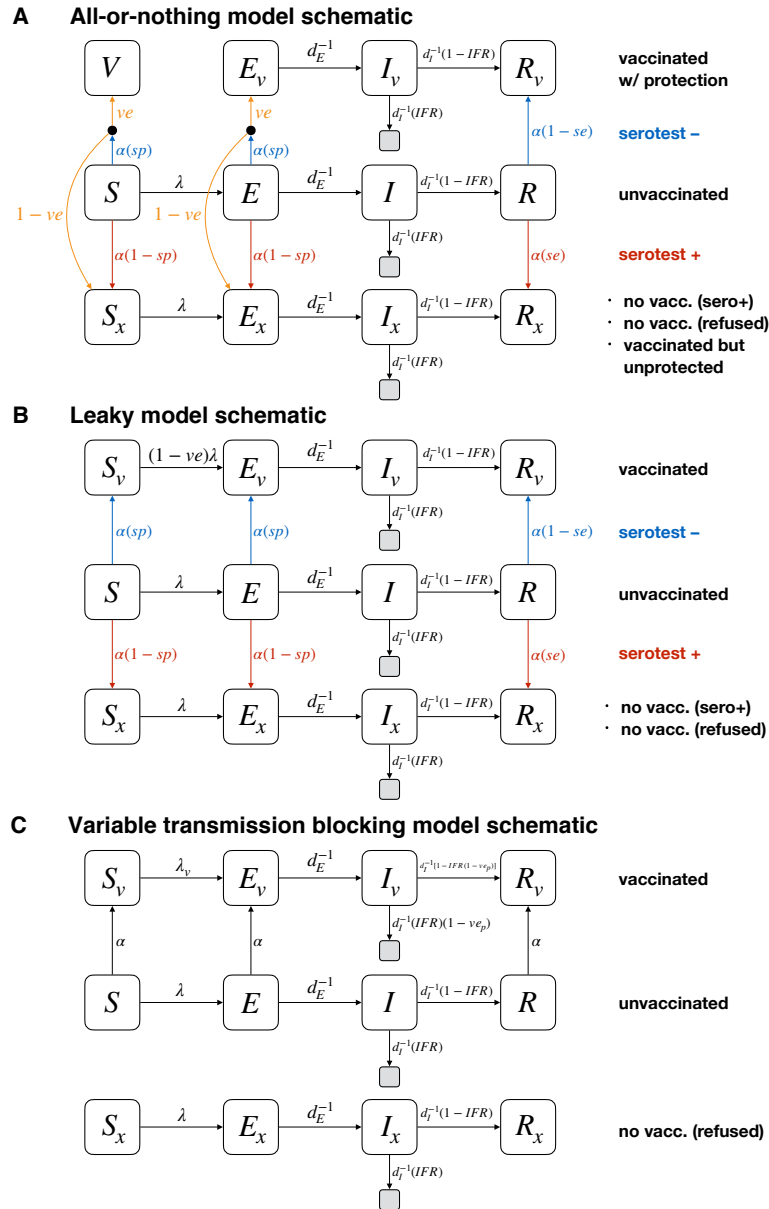 A All-or-nothing model schematic
V E_v d_E^{-1} I_v d_I^{-1}(1 − IFR) R_v vaccinated
w/ protection
ve ve d_I^{-1}(IFR)
α(sp) α(sp) α(1 − se) serotest –
S λ E d_E^{-1} I d_I^{-1}(1 − IFR) R unvaccinated
1 − ve 1 − ve d_I^{-1}(IFR)
α(1 − sp) α(1 − sp) α(se) serotest +
S_x λ E_x d_E^{-1} I_x d_I^{-1}(1 − IFR) R_x · no vacc. (sero+)
· no vacc. (refused)
· vaccinated but
unprotected
d_I^{-1}(IFR)
B Leaky model schematic
S_v (1 − ve)λ E_v d_E^{-1} I_v d_I^{-1}(1 − IFR) R_v vaccinated
d_I^{-1}(IFR)
α(sp) α(sp) α(1 − se) serotest –
S λ E d_E^{-1} I d_I^{-1}(1 − IFR) R unvaccinated
d_I^{-1}(IFR)
α(1 − sp) α(1 − sp) α(se) serotest +
S_x λ E_x d_E^{-1} I_x d_I^{-1}(1 − IFR) R_x · no vacc. (sero+)
· no vacc. (refused)
d_I^{-1}(IFR)
C Variable transmission blocking model schematic
S_v λ_v E_v d_E^{-1} I_v d_I^{-1}[1 − IFR(1 − ve_p)] R_v vaccinated
d_I^{-1}(IFR)(1 − ve_p)
α α α
S λ E d_E^{-1} I d_I^{-1}(1 − IFR) R unvaccinated
d_I^{-1}(IFR)
S_x λ E_x d_E^{-1} I_x d_I^{-1}(1 − IFR) R_x no vacc. (refused)
d_I^{-1}(IFR)